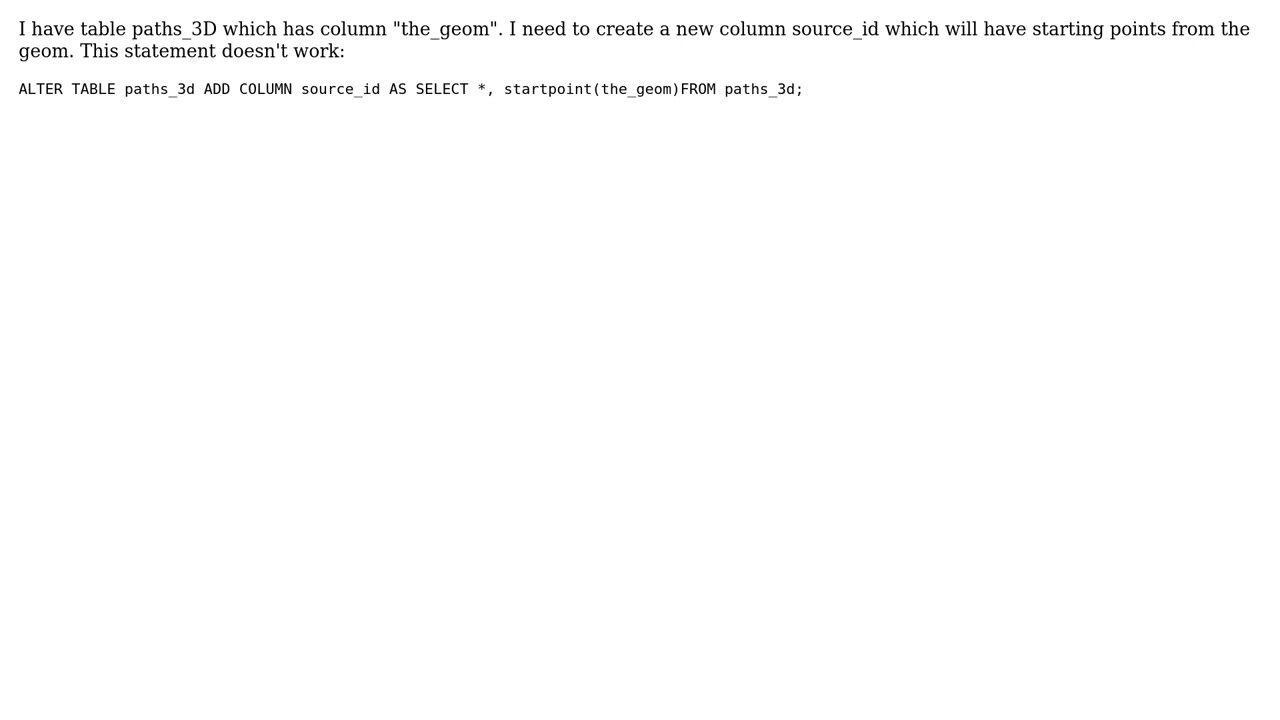 I have table paths_3D which has column "the_geom". I need to create a new column source_id which will have starting points from the
geom. This statement doesn't work:
ALTER TABLE paths_3d ADD COLUMN source_id AS SELECT *, startpoint(the_geom)FROM paths_3d;